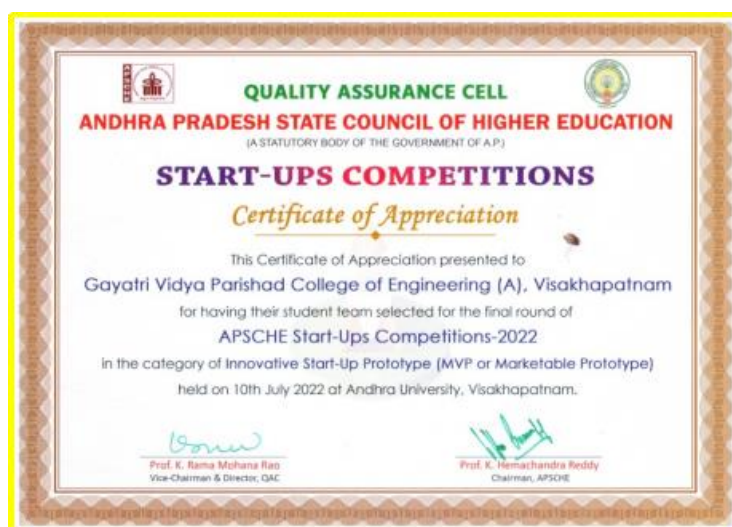 QUALITY ASSURANCE CELL
ANDHRA PRADESH STATE COUNCIL OF HIGHER EDUCATION
(A STATUTORY BODY OF THE GOVERNMENT OF A.P.)
START-UPS COMPETITIONS
Certificate of Appreciation
This Certificate of Appreciation presented to
Gayatri Vidya Parishad College of Engineering (A), Visakhapatnam
for having their student team selected for the final round of
APSCHE Start-Ups Competitions-2022
in the category of Innovative Start-Up Prototype (MVP or Marketable Prototype)
held on 10th July 2022 at Andhra University, Visakhapatnam.
Prof. K. Rama Mohana Rao
Vice-Chairman & Director, QAC
Prof. K. Hemachandra Reddy
Chairman, APSCHE